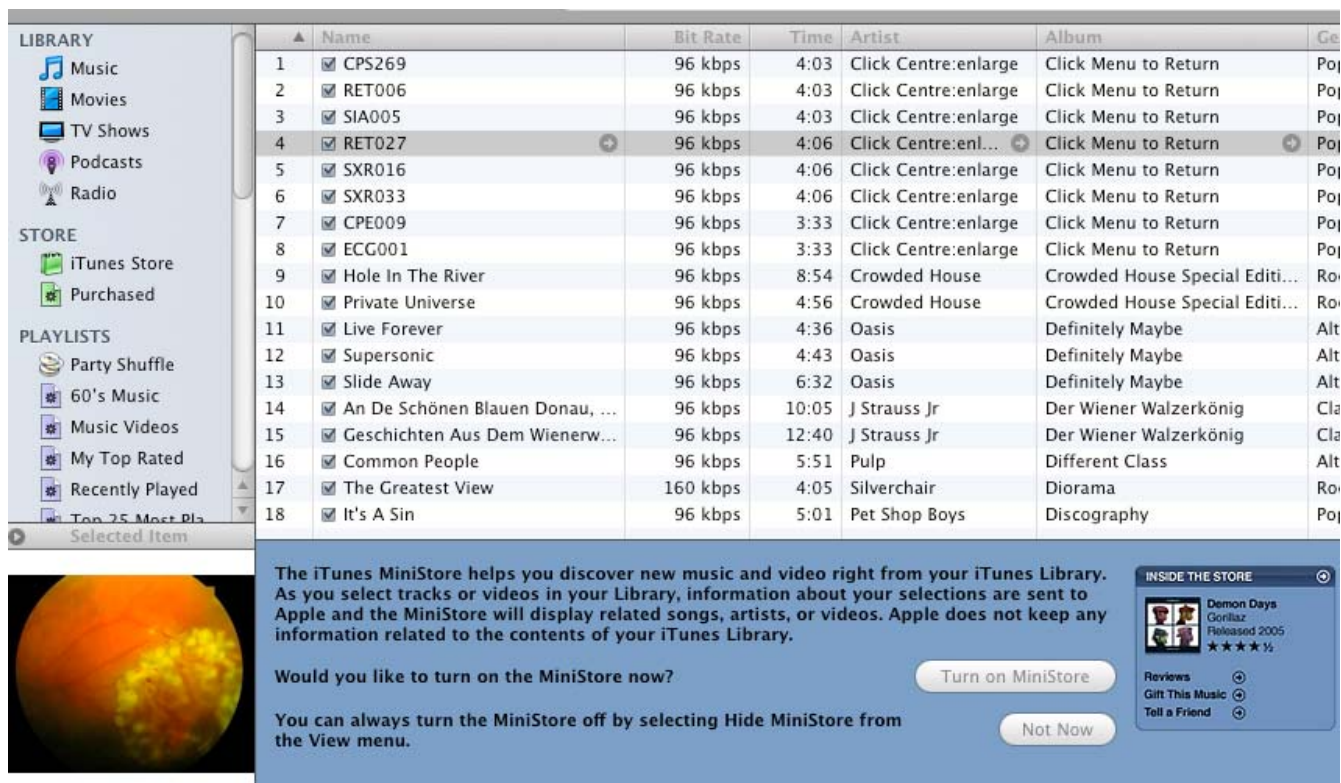 LIBRARY
Music
Movies
TV Shows
Podcasts
Radio
STORE
iTunes Store
Purchased
PLAYLISTS
Party Shuffle
60's Music
Music Videos
My Top Rated
Recently Played
Top 25 Most Pla
Selected Item
Name Bit Rate Time Artist Album Ge
1 CPS269 96 kbps 4:03 Click Centre:enlarge Click Menu to Return Pop
2 RET006 96 kbps 4:03 Click Centre:enlarge Click Menu to Return Pop
3 SIA005 96 kbps 4:03 Click Centre:enlarge Click Menu to Return Pop
4 RET027 96 kbps 4:06 Click Centre:enl... Click Menu to Return Pop
5 SXR016 96 kbps 4:06 Click Centre:enlarge Click Menu to Return Pop
6 SXR033 96 kbps 4:06 Click Centre:enlarge Click Menu to Return Pop
7 CPE009 96 kbps 3:33 Click Centre:enlarge Click Menu to Return Pop
8 ECG001 96 kbps 3:33 Click Centre:enlarge Click Menu to Return Pop
9 Hole In The River 96 kbps 8:54 Crowded House Crowded House Special Editi... Ro
10 Private Universe 96 kbps 4:56 Crowded House Crowded House Special Editi... Ro
11 Live Forever 96 kbps 4:36 Oasis Definitely Maybe Alt
12 Supersonic 96 kbps 4:43 Oasis Definitely Maybe Alt
13 Slide Away 96 kbps 6:32 Oasis Definitely Maybe Alt
14 An De Schönen Blauen Donau, ... 96 kbps 10:05 J Strauss Jr Der Wiener Walzerkönig Cla
15 Geschichten Aus Dem Wienerw... 96 kbps 12:40 J Strauss Jr Der Wiener Walzerkönig Cla
16 Common People 96 kbps 5:51 Pulp Different Class Alt
17 The Greatest View 160 kbps 4:05 Silverchair Diorama Ro
18 It's A Sin 96 kbps 5:01 Pet Shop Boys Discography Pop
The iTunes MiniStore helps you discover new music and video right from your iTunes Library.
As you select tracks or videos in your Library, information about your selections are sent to
Apple and the MiniStore will display related songs, artists, or videos. Apple does not keep any
information related to the contents of your iTunes Library.
Would you like to turn on the MiniStore now?
Turn on MiniStore
You can always turn the MiniStore off by selecting Hide MiniStore from
the View menu.
Not Now
INSIDE THE STORE
Demon Days
Gorillaz
Released 2005
Reviews
Gift This Music
Tell a Friend